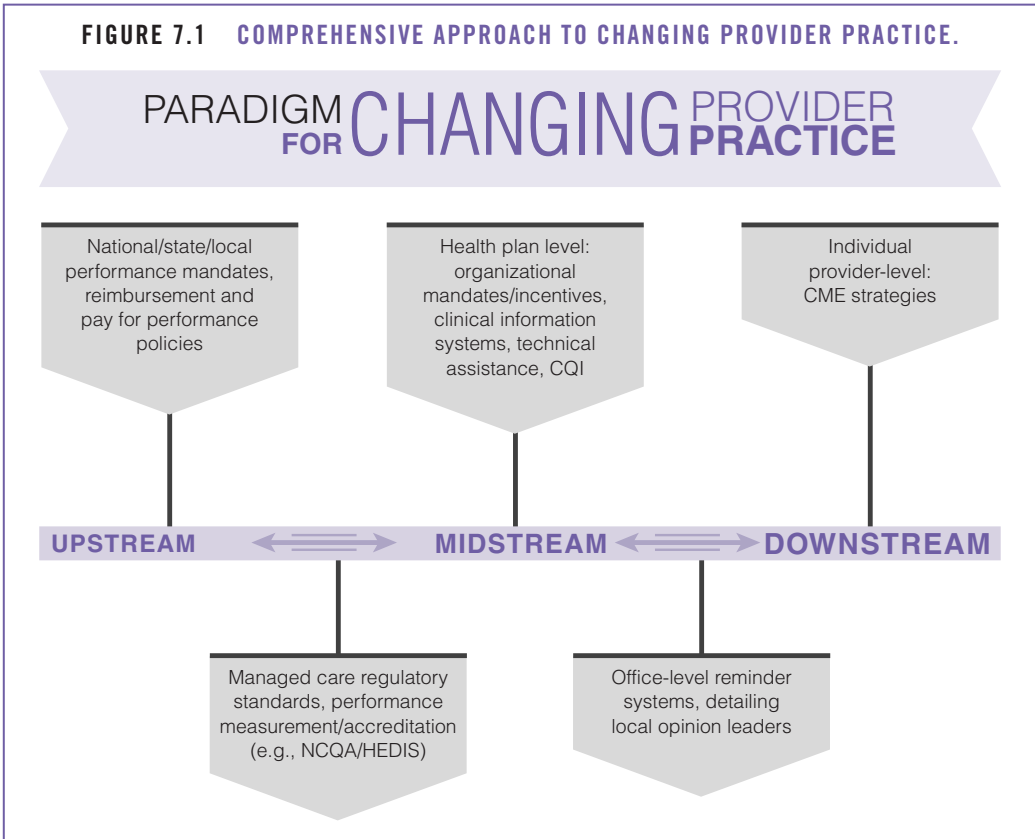 FIGURE 7.1 COMPREHENSIVE APPROACH TO CHANGING PROVIDER PRACTICE.
PARADIGM FOR CHANGING PROVIDER PRACTICE
National/state/local
performance mandates,
reimbursement and
pay for performance
policies
Health plan level:
organizational
mandates/incentives,
clinical information
systems, technical
assistance, CQI
Individual
provider-level:
CME strategies
UPSTREAM MIDSTREAM DOWNSTREAM
Managed care regulatory
standards, performance
measurement/accreditation
(e.g., NCQA/HEDIS)
Office-level reminder
systems, detailing
local opinion leaders